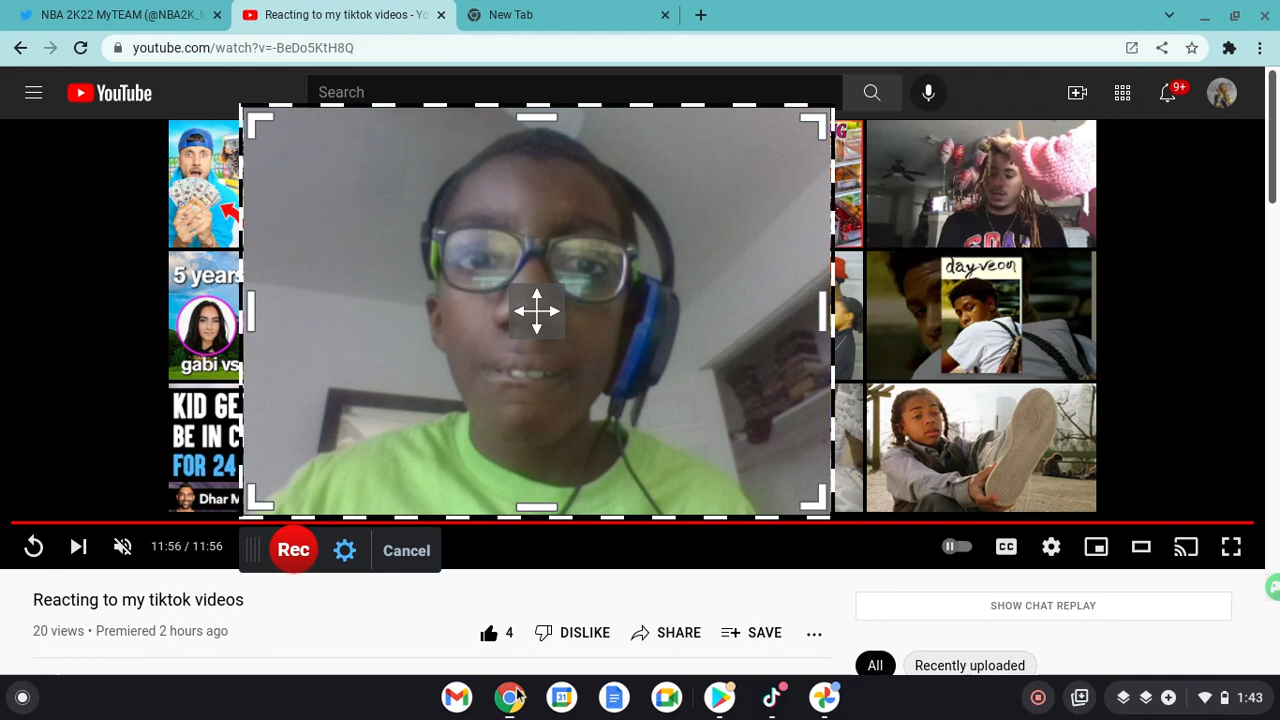 NBA 2K22 MyTEAM (@NBA2K_
Reacting to my tiktok videos - Yo
New Tab
youtube.com/watch?v=-BeDo5KtH8Q
YouTube
Search
9+
5 years
gabi vs
dayveon
KID GE
BE IN C
FOR 24
Dhar M
11:56 / 11:56
CC
Rec
Cancel
Reacting to my tiktok videos
20 views • Premiered 2 hours ago
4
DISLIKE
SHARE
SAVE
SHOW CHAT REPLAY
All
Recently uploaded
31
1:43